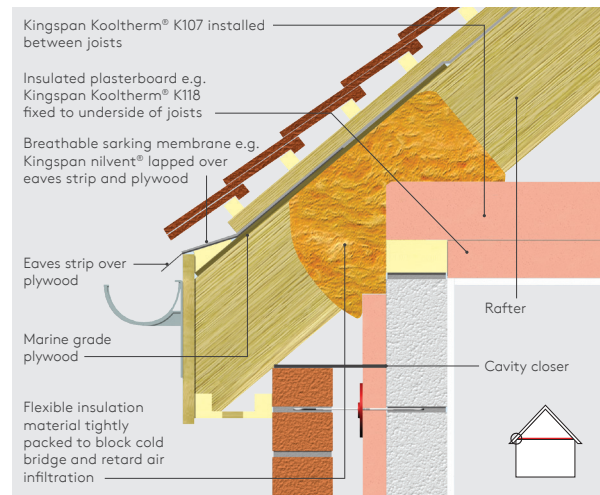 Kingspan Kooltherm® K107 installed
between joists
Insulated plasterboard e.g.
Kingspan Kooltherm® K118
fixed to underside of joists
Breathable sarking membrane e.g.
Kingspan nilvent® lapped over
eaves strip and plywood
Eaves strip over
plywood
Marine grade
plywood
Flexible insulation
material tightly
packed to block cold
bridge and retard air
infiltration
Rafter
Cavity closer